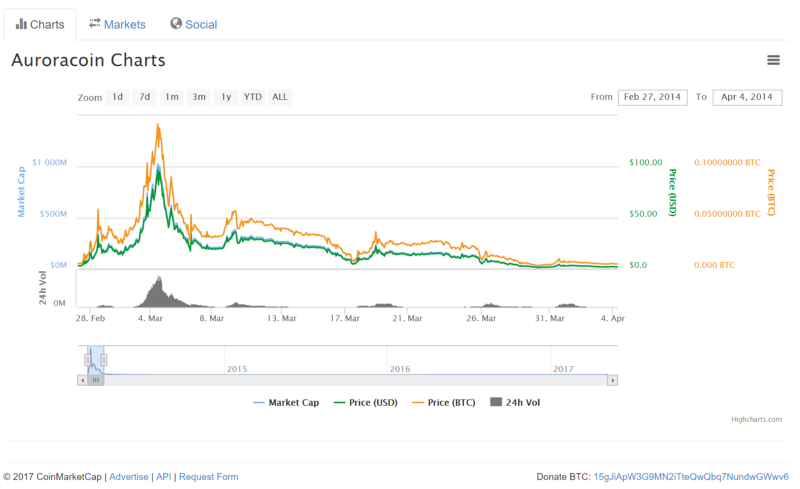 Charts Markets Social
Auroracoin Charts
Zoom 1d 7d 1m 3m 1y YTD ALL From Feb 27, 2014 To Apr 4, 2014
Market Cap
$1 000M
$500M
$0M
24h Vol
0M
$100.00
$50.00
$0.0
Price (USD)
0.10000000 BTC
0.05000000 BTC
0.000 BTC
Price (BTC)
28. Feb 4. Mar 8. Mar 13. Mar 17. Mar 21. Mar 26. Mar 31. Mar 4. Apr
2015 2016 2017
Market Cap Price (USD) Price (BTC) 24h Vol
Highcharts.com
© 2017 CoinMarketCap | Advertise | API | Request Form Donate BTC: 15gJiApW3G9MN2iTteQwQbq7NundwGWwv6